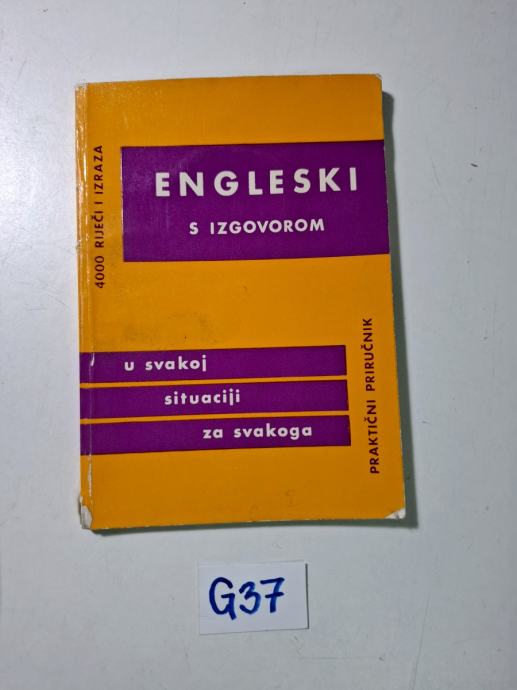 4000 RIJEČI I IZRAZA
ENGLESKI
S IZGOVOROM
u svakoj
situaciji
za svakoga
PRAKTIČNI PRIRUČNIK
G37